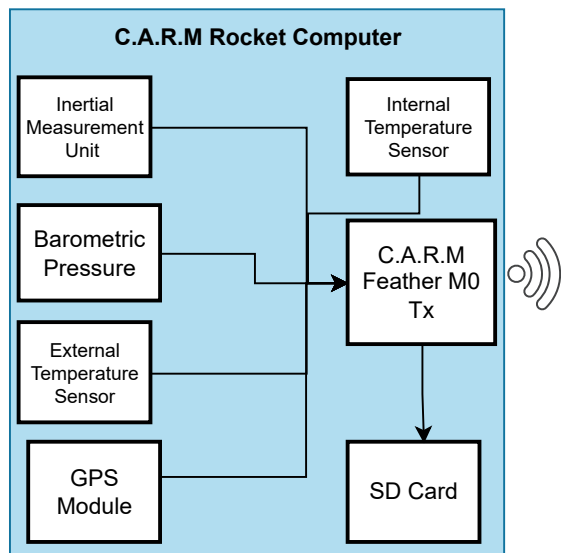 C.A.R.M Rocket Computer
Inertial
Measurement
Unit
Internal
Temperature
Sensor
Barometric
Pressure
C.A.R.M
Feather M0
Tx
External
Temperature
Sensor
GPS
Module
SD Card